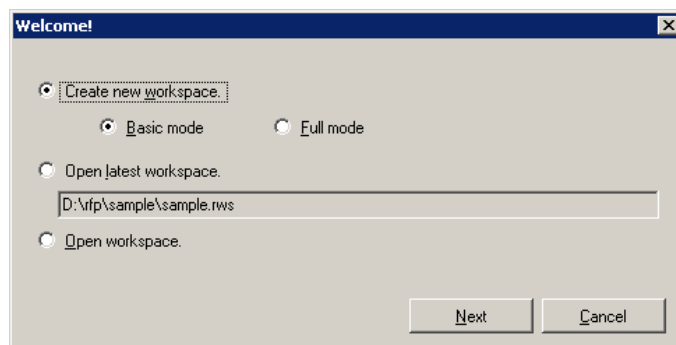 Welcome!
Create new workspace.
Basic mode Full mode
Open latest workspace.
D:\rfp\sample\sample.rws
Open workspace.
Next Cancel